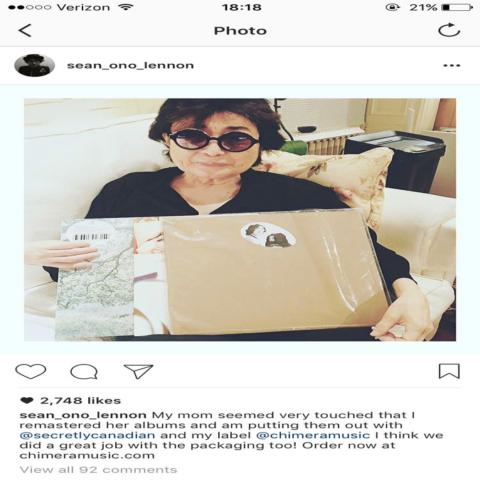 Verizon 18:18 21%
Photo
sean_ono_lennon
2,748 likes
sean_ono_lennon My mom seemed very touched that I
remastered her albums and am putting them out with
@secretlycanadian and my label @chimeramusic I think we
did a great job with the packaging too! Order now at
chimeramusic.com
View all 92 comments